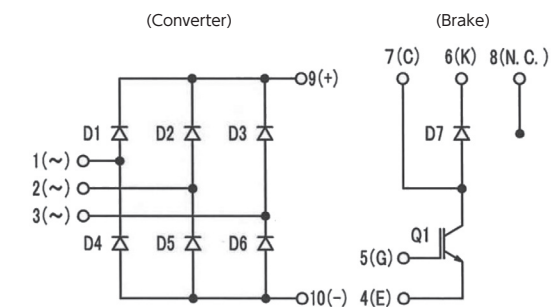 (Converter) (Brake)
7(C) 6(K) 8(N.C.)
9(+)
D1 D2 D3 D7
1(~)
2(~)
3(~)
D4 D5 D6 Q1
5(G)
10(-) 4(E)